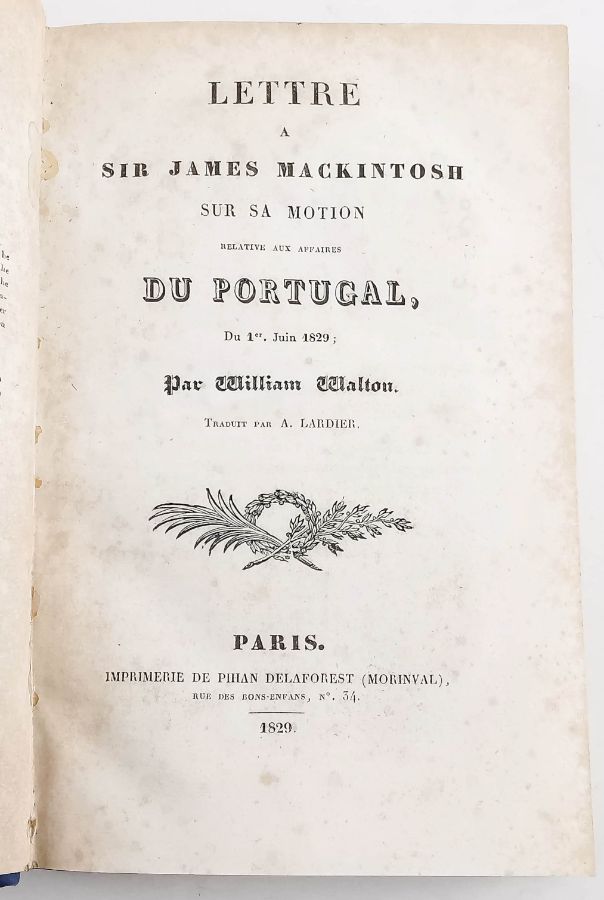 LETTRE
A
SIR JAMES MACKINTOSH
SUR SA MOTION
RELATIVE AUX AFFAIRES
DU PORTUGAL,
Du 1er. Juin 1829;
Par William Walton.
TRADUIT PAR A. LARDIER.
PARIS.
IMPRIMERIE DE PIHAN DELAFOREST (MORINVAL),
RUE DES BONS-ENFANS, N°. 34.
1829.